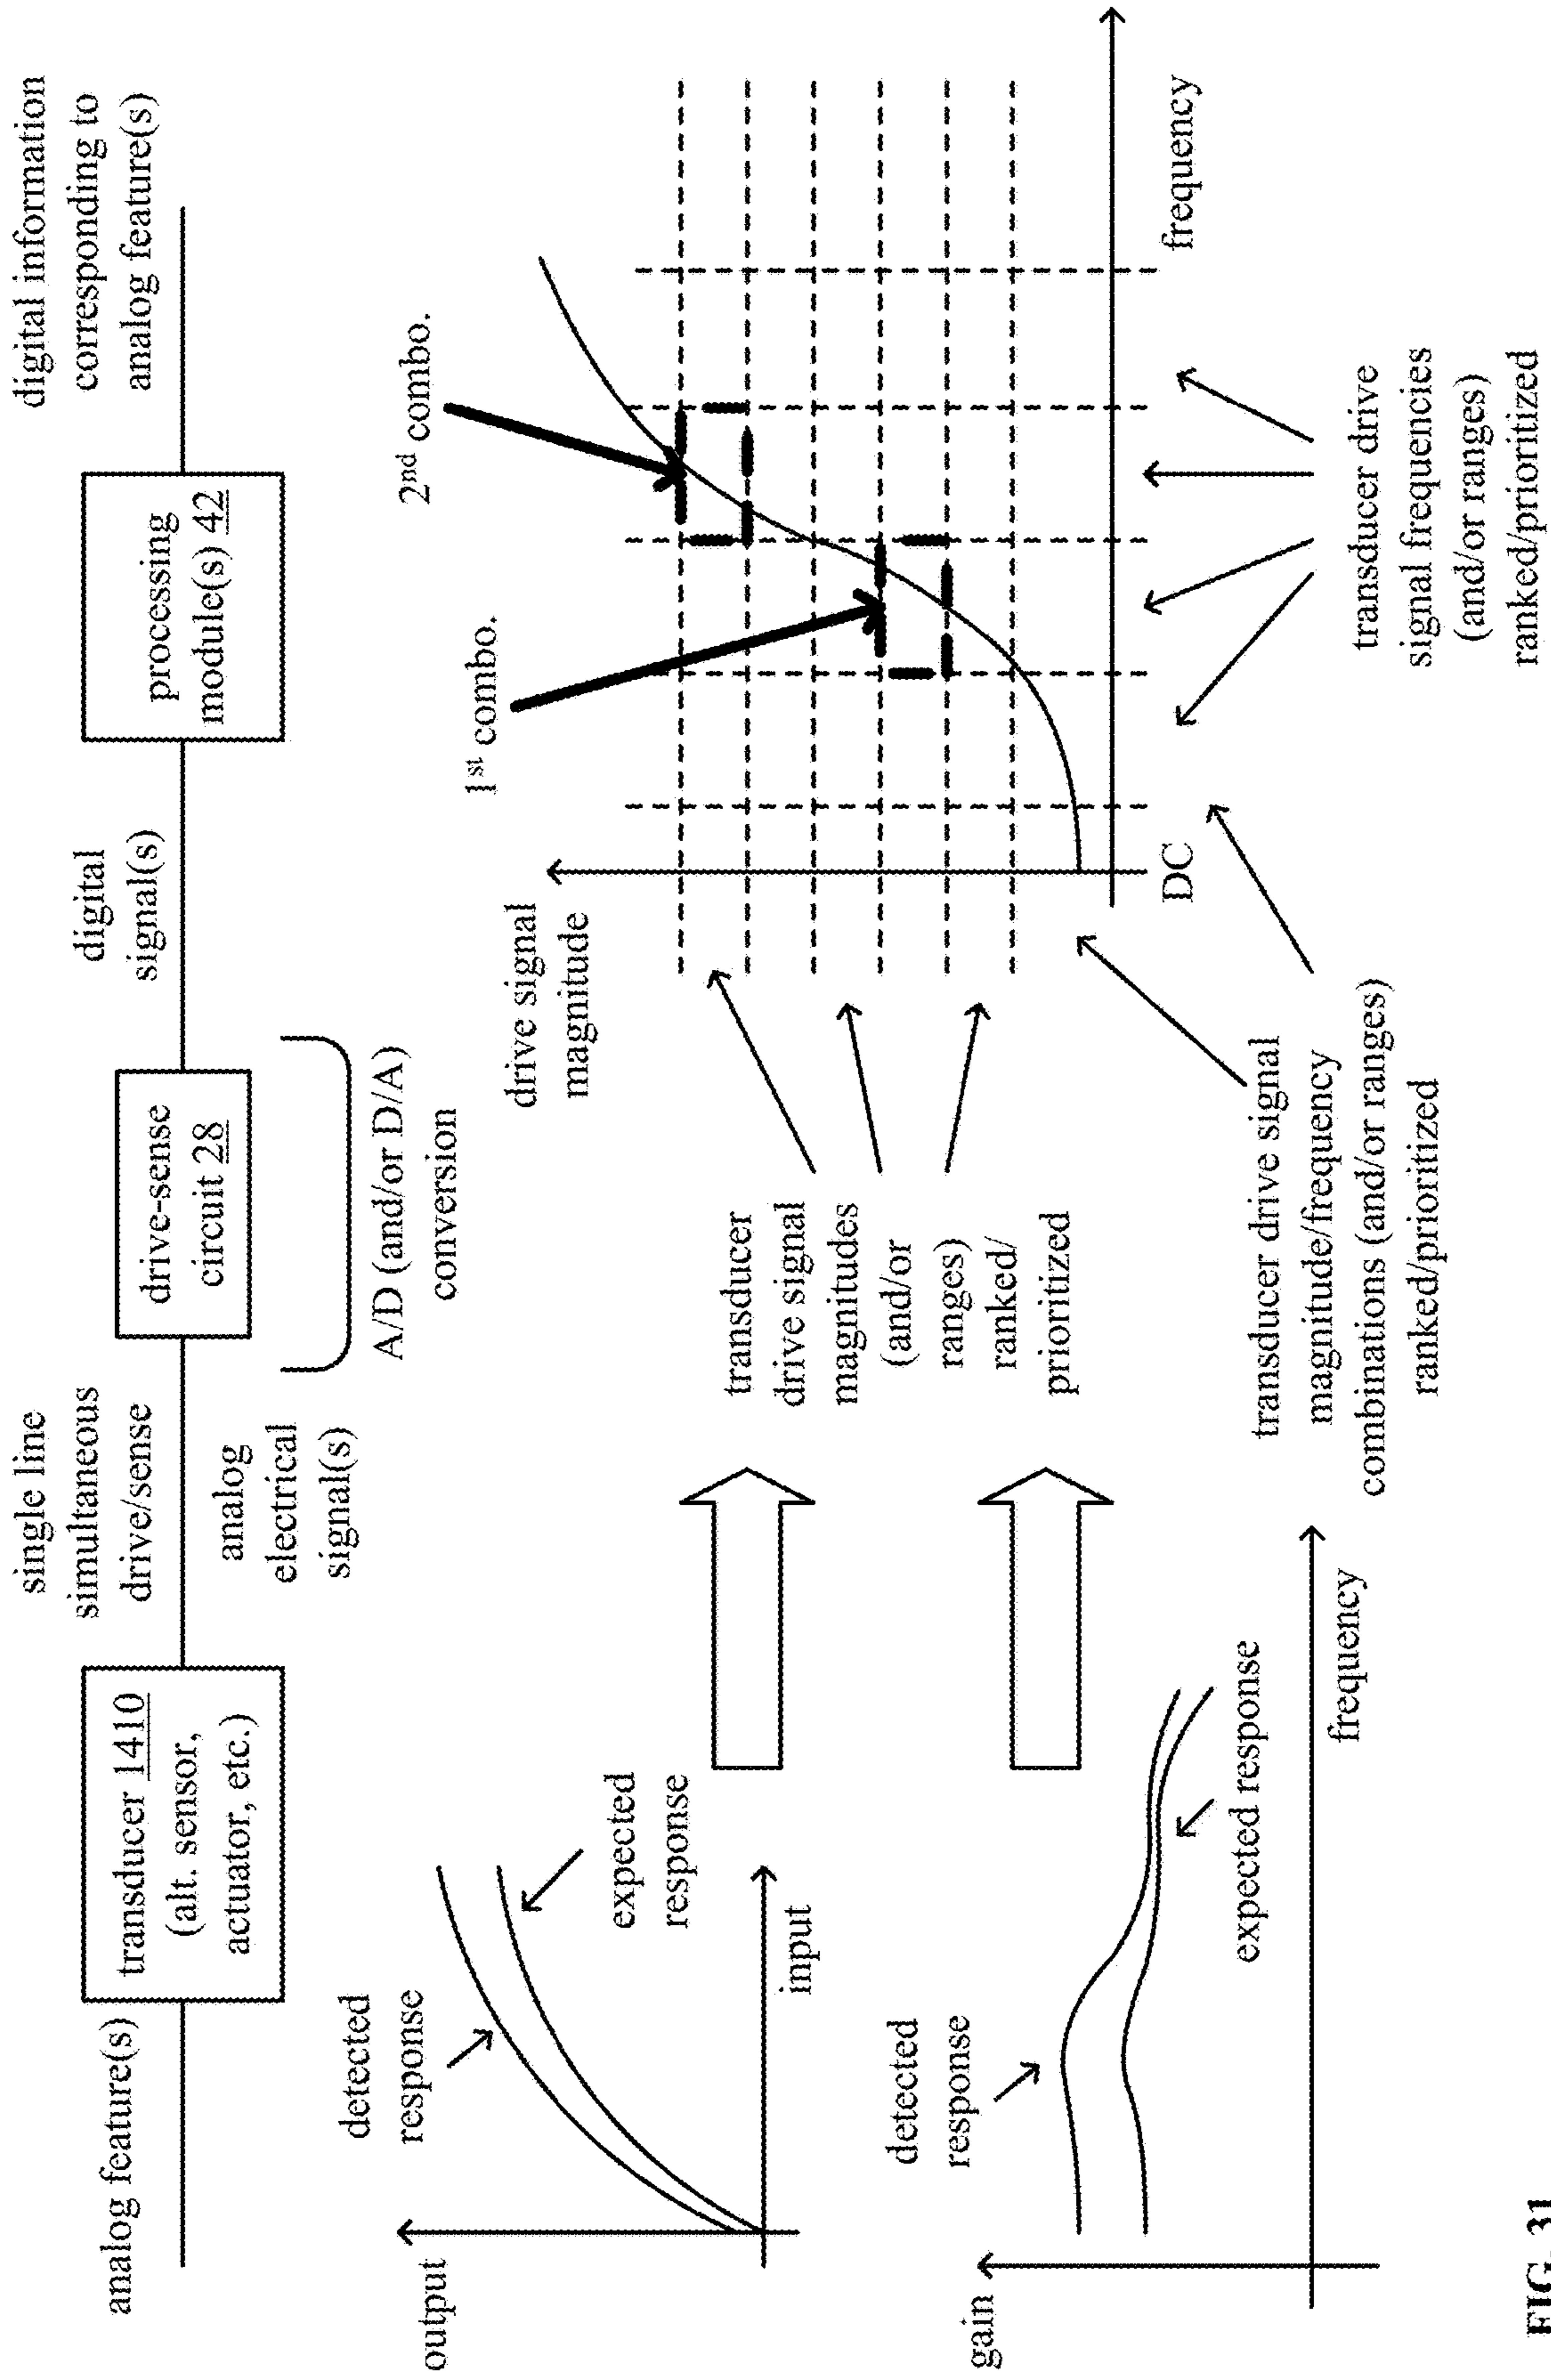 single line
simultaneous
drive/sense
digital information
corresponding to
analog feature(s)
analog feature(s)
transducer 1410
(alt. sensor,
actuator, etc.)
analog
electrical
signal(s)
drive-sense
circuit 28
digital
signal(s)
processing
module(s) 42
A/D (and/or D/A)
conversion
output
detected
response
expected
response
input
gain
detected
response
expected response
frequency
transducer
drive signal
magnitudes
(and/or
ranges)
ranked/
prioritized
drive signal
magnitude
1st combo.
2nd combo.
DC
frequency
transducer drive signal
magnitude/frequency
combinations (and/or ranges)
ranked/prioritized
transducer drive
signal frequencies
(and/or ranges)
ranked/prioritized
FIG. 31